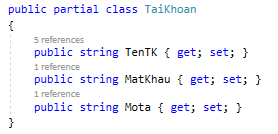 public partial class TaiKhoan
{
5 references
public string TenTK { get; set; }
1 reference
public string MatKhau { get; set; }
1 reference
public string Mota { get; set; }
}